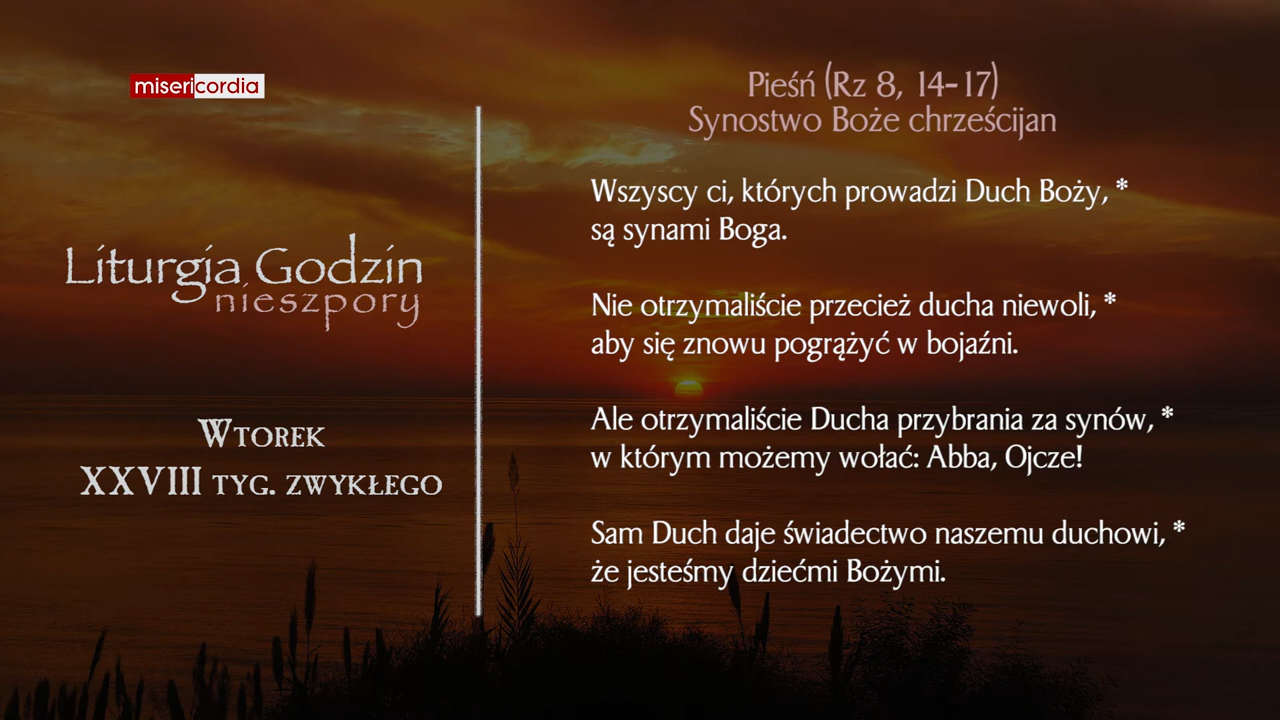 misericordia
Liturgia Godzin
nieszpory
Wtorek
XXVIII tyg. zwykłego
Pieśń (Rz 8, 14-17)
Synostwo Boże chrześcijan
Wszyscy ci, których prowadzi Duch Boży, *
są synami Boga.
Nie otrzymaliście przecież ducha niewoli, *
aby się znowu pogrążyć w bojaźni.
Ale otrzymaliście Ducha przybrania za synów, *
w którym możemy wołać: Abba, Ojcze!
Sam Duch daje świadectwo naszemu duchowi, *
że jesteśmy dziećmi Bożymi.